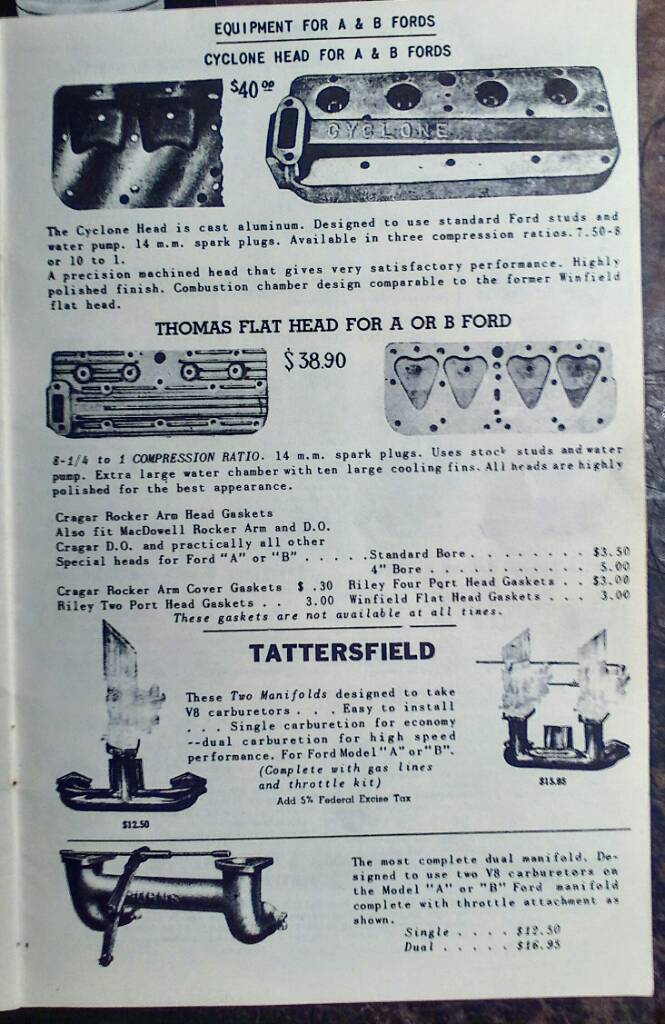 EQUIPMENT FOR A & B FORDS
CYCLONE HEAD FOR A & B FORDS
$40.00
CYCLONE
The Cyclone Head is cast aluminum. Designed to use standard Ford studs and
water pump. 14 m.m. spark plugs. Available in three compression ratios. 7.50-8
or 10 to 1.
A precision machined head that gives very satisfactory performance. Highly
polished finish. Combustion chamber design comparable to the former Winfield
flat head.
THOMAS FLAT HEAD FOR A OR B FORD
$38.90
8-1/4 to 1 COMPRESSION RATIO. 14 m.m. spark plugs. Uses stock studs and water
pump. Extra large water chamber with ten large cooling fins. All heads are highly
polished for the best appearance.
Cragar Rocker Arm Head Gaskets
Also fit MacDowell Rocker Arm and D.O.
Cragar D.O. and practically all other
Special heads for Ford "A" or "B" . . . . . Standard Bore . . . . . . . . $3.50
4" Bore . . . . . . . . . . . 5.00
Cragar Rocker Arm Cover Gaskets $ .30 Riley Four Port Head Gaskets . . $3.00
Riley Two Port Head Gaskets . . 3.00 Winfield Flat Head Gaskets . . . 3.00
These gaskets are not available at all times.
TATTERSFIELD
These Two Manifolds designed to take
V8 carburetors . . . Easy to install
. . . Single carburetion for economy
--dual carburetion for high speed
performance. For Ford Model "A" or "B".
(Complete with gas lines
and throttle kit)
Add 5% Federal Excise Tax
$12.50
$15.95
BURNS
The most complete dual manifold. De-
signed to use two V8 carburetors on
the Model "A" or "B" Ford manifold
complete with throttle attachment as
shown.
Single . . . . $12.50
Dual . . . . . $16.95